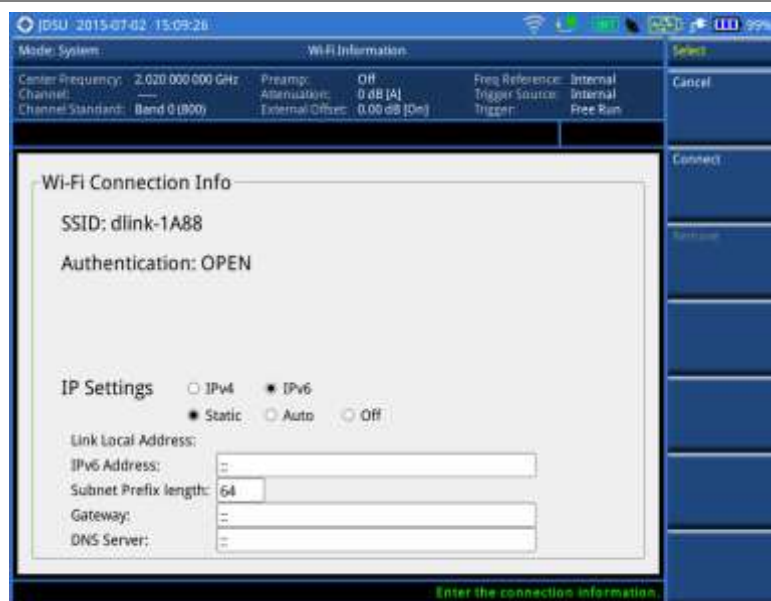 JDSU 2015-07-02 15:09:26
99%
Mode: System
Wi-Fi Information
Select
Center Frequency: 2.020 000 000 GHz Preamp: Off Freq Reference: Internal
Channel: ---- Attenuation: 0 dB [A] Trigger Source: Internal
Channel Standard: Band 0 (800) External Offset: 0.00 dB [On] Trigger: Free Run
Cancel
Connect
Remove
Wi-Fi Connection Info
SSID: dlink-1A88
Authentication: OPEN
IP Settings IPv4 IPv6
Static Auto Off
Link Local Address:
IPv6 Address: ::
Subnet Prefix length: 64
Gateway: ::
DNS Server: ::
Enter the connection information.